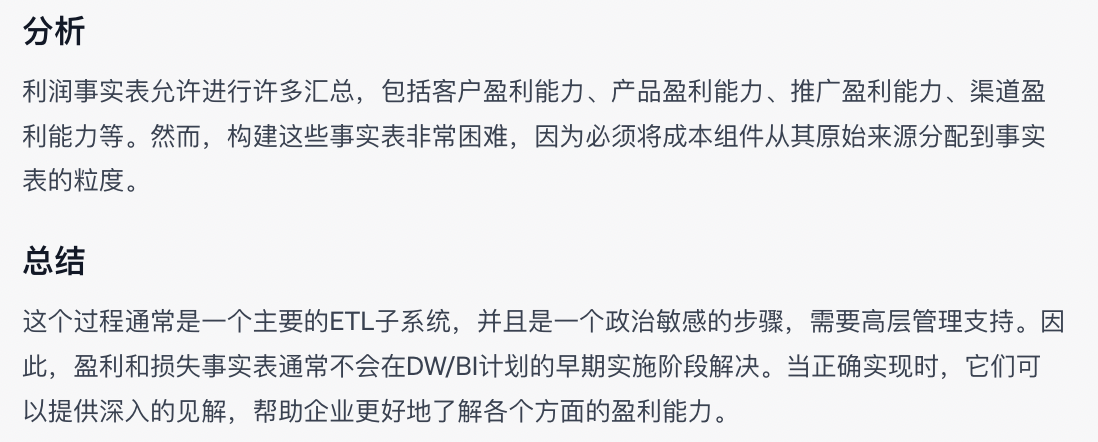 分析
利润事实表允许进行许多汇总，包括客户盈利能力、产品盈利能力、推广盈利能力、渠道盈
利能力等。然而，构建这些事实表非常困难，因为必须将成本组件从其原始来源分配到事实
表的粒度。
总结
这个过程通常是一个主要的ETL子系统，并且是一个政治敏感的步骤，需要高层管理支持。因
此，盈利和损失事实表通常不会在DW/BI计划的早期实施阶段解决。当正确实现时，它们可
以提供深入的见解，帮助企业更好地了解各个方面的盈利能力。